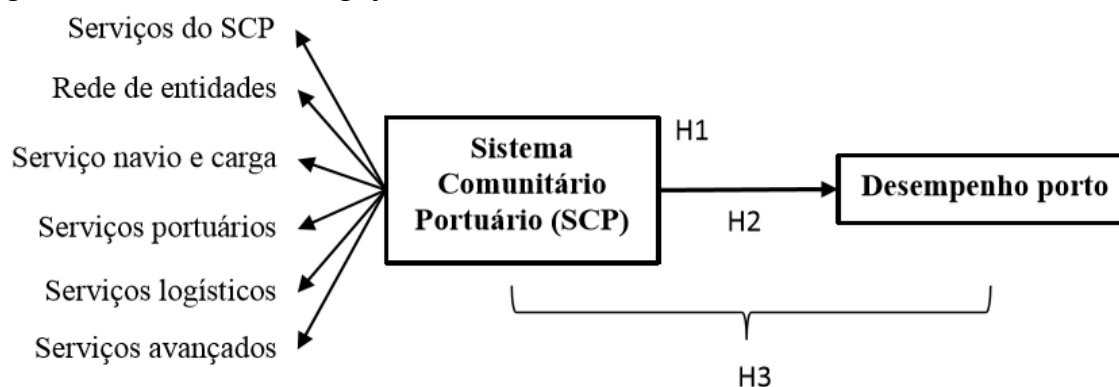 Serviços do SCP
Rede de entidades
Serviço navio e carga
Serviços portuários
Serviços logísticos
Serviços avançados
Sistema
Comunitário
Portuário (SCP)
H1
H2
Desempenho porto
H3